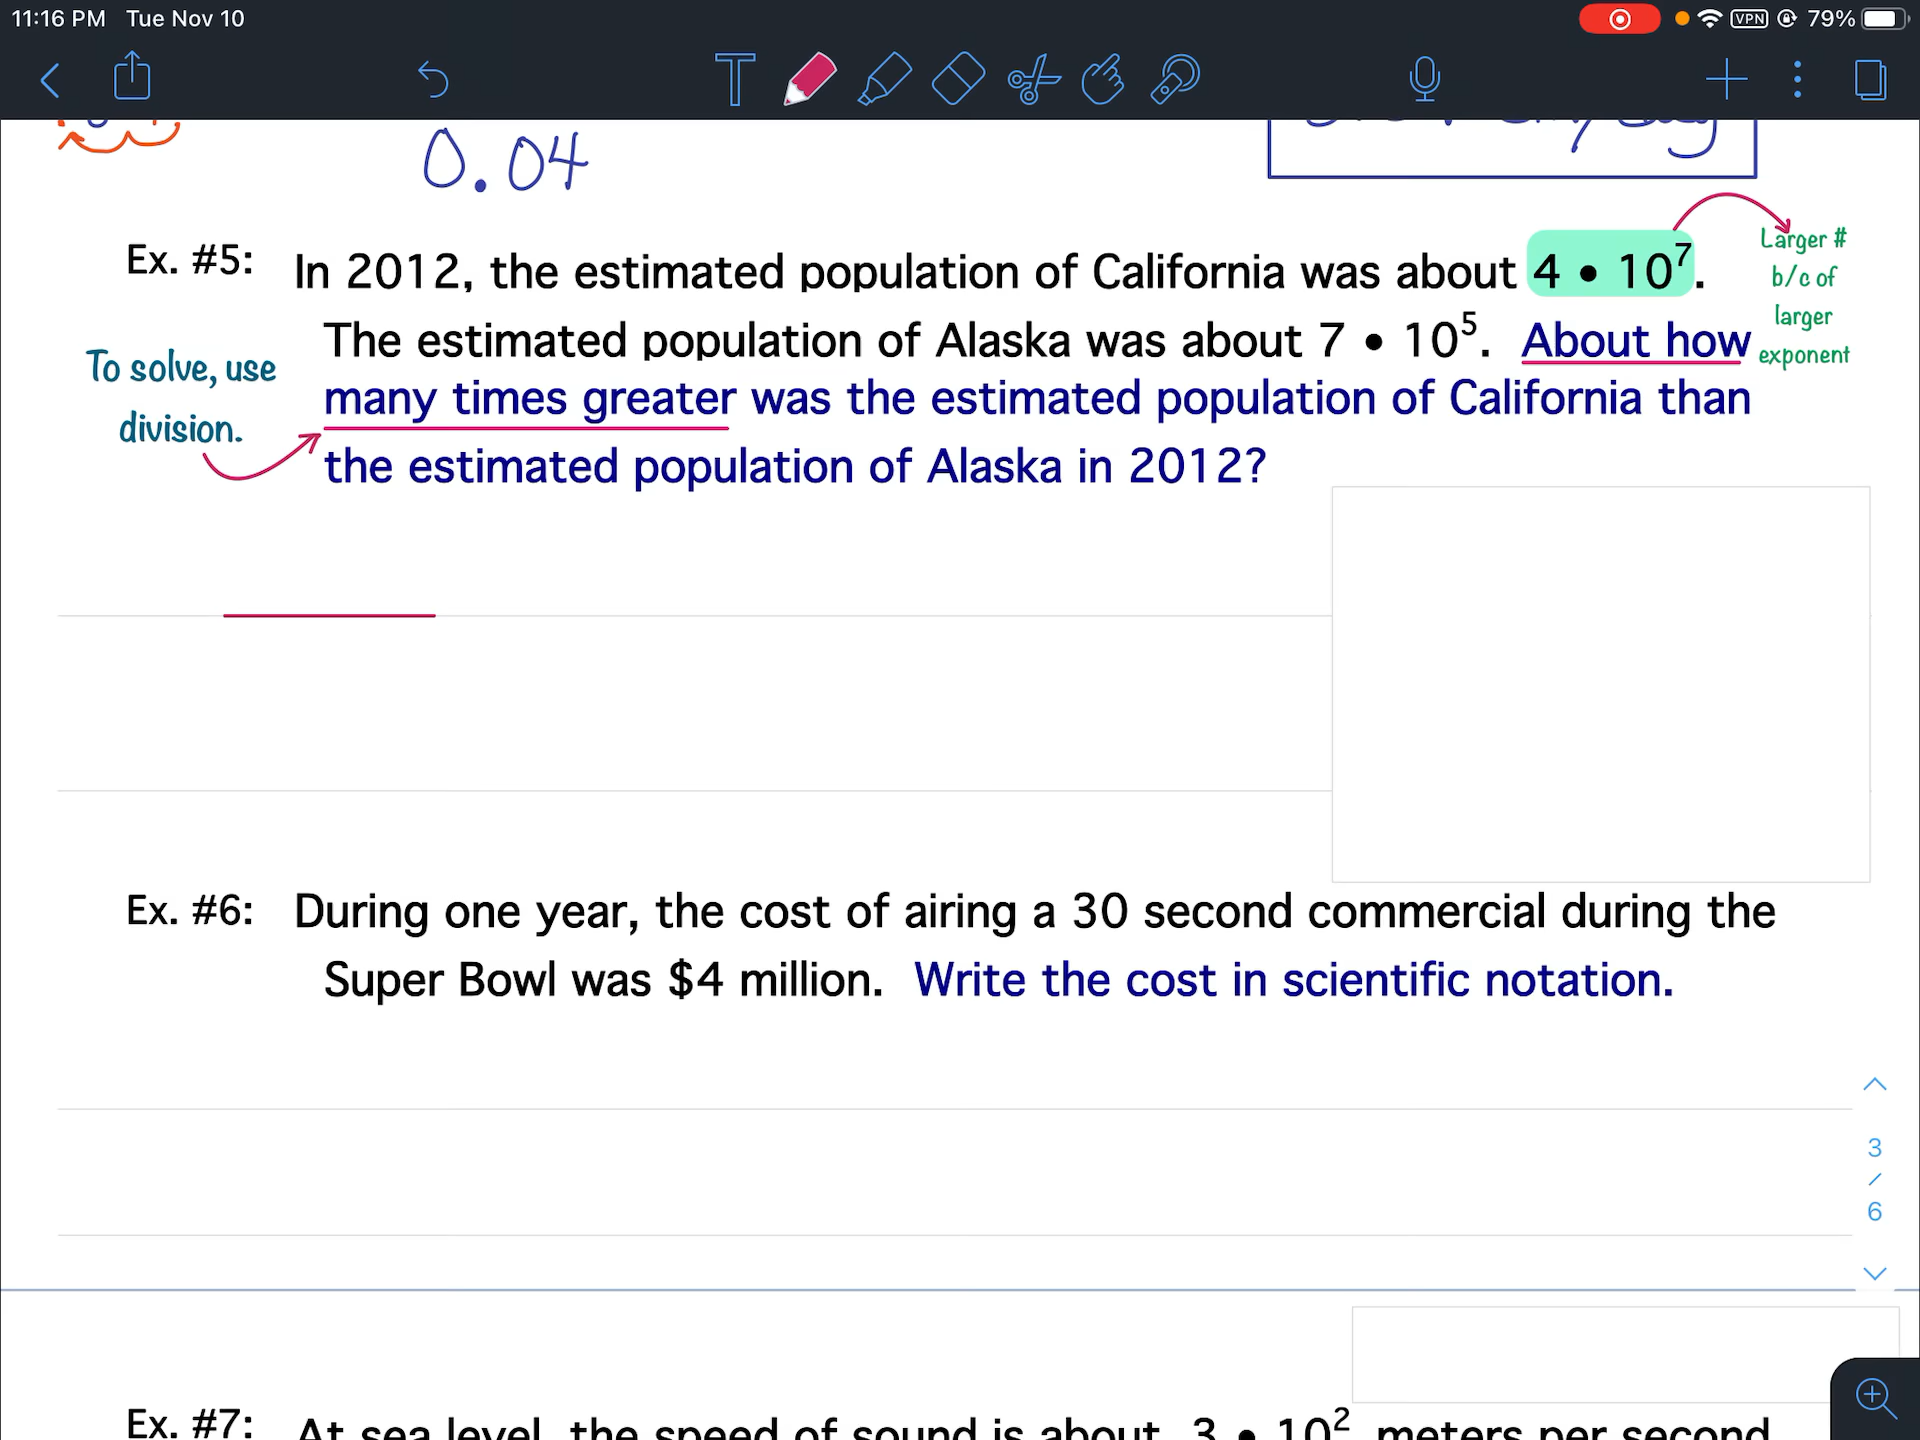 11:16 PM Tue Nov 10
VPN 79%
0.04
Ex. #5: In 2012, the estimated population of California was about 4 • 10⁷.
Larger #
b/c of
larger
exponent
The estimated population of Alaska was about 7 • 10⁵. About how
many times greater was the estimated population of California than
the estimated population of Alaska in 2012?
To solve, use
division.
Ex. #6: During one year, the cost of airing a 30 second commercial during the
Super Bowl was $4 million. Write the cost in scientific notation.
3
/
6
Ex. #7: At sea level, the speed of sound is about 3 • 10² meters per second